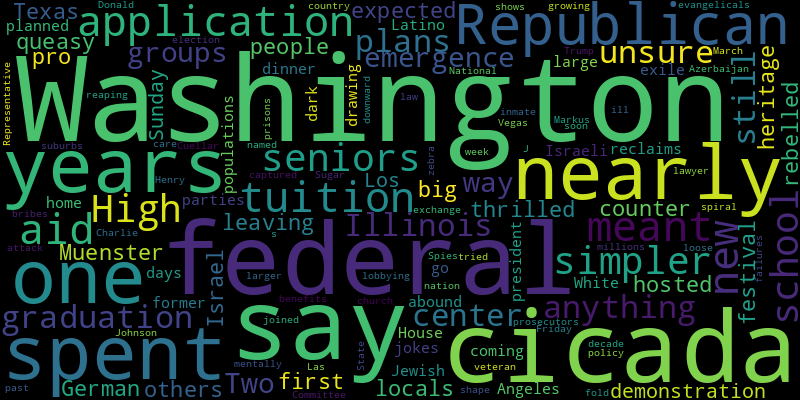 Donald country shows growing evangelicals
Texas application expected Republican
planned Latino
queasy groups people plans unsure
pro emergence election Trump March
Washington
Representative Sunday dinner large exile National Azerbaijan still heritage
reaping dark drawing downward law
prisons inmate ill
populations named Vegas Markus soon
suburbs care Cuellar week J Israeli reclaims rebelled
years seniors zebra nearly
Henry captured Sugar lawyer
home parties tuition Los big way counter spiral
High leaving exchange thrilled
bribes aid Illinois meant new school
attack Charlie s
Muenster federal Spies tried millions loose
Israel larger lobbying go president simpler festival failures
one days nation White hosted
former benefits church abound
graduation say center prosecutors anything
joined House Friday
Johnson State jokes coming decade cicada
spent Las Jewish policy
German others Two first mentally locals veteran Angeles fold demonstration
past Committee shape